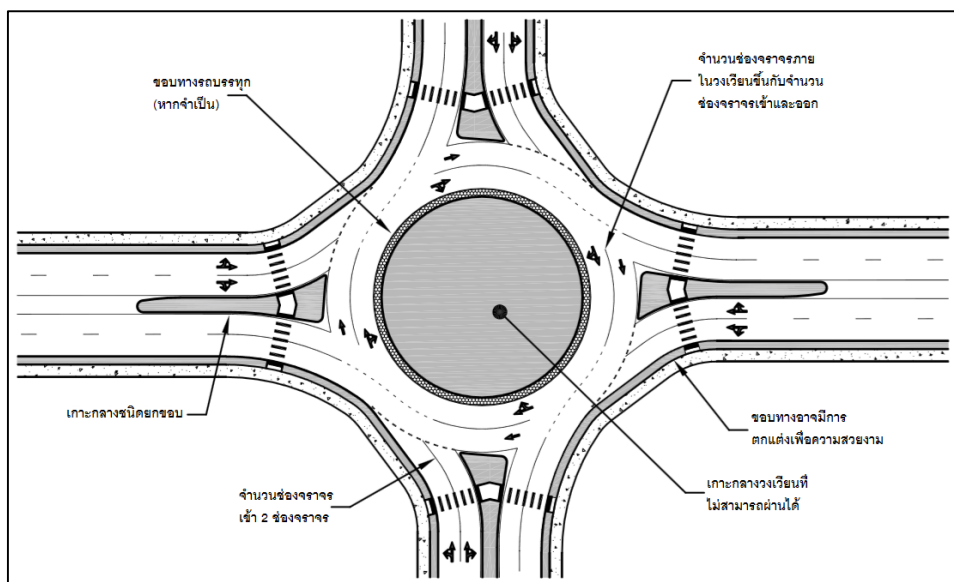 ขอบทางรถบรรทุก
(หากจำเป็น)
จำนวนช่องจราจรภาย
ในวงเวียนขึ้นกับจำนวน
ช่องจราจรเข้าและออก
เกาะกลางชนิดยกขอบ
ขอบทางอาจมีการ
ตกแต่งเพื่อความสวยงาม
จำนวนช่องจราจร
เข้า 2 ช่องจราจร
เกาะกลางวงเวียนที่
ไม่สามารถผ่านได้